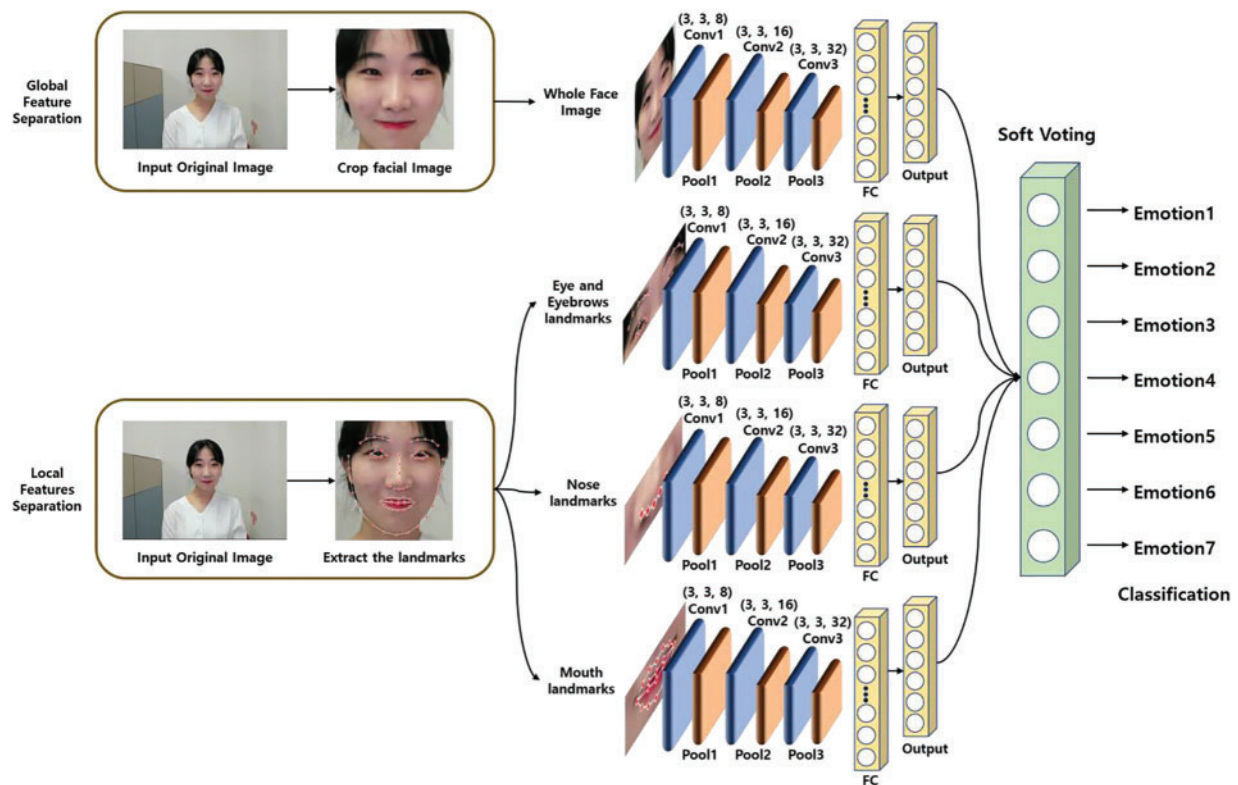 Global
Feature
Separation
Input Original Image
Crop facial Image
Whole Face
Image
(3, 3, 8)
Conv1
(3, 3, 16)
Conv2
(3, 3, 32)
Conv3
Pool1
Pool2
Pool3
FC
Output
Local
Features
Separation
Input Original Image
Extract the landmarks
Eye and
Eyebrows
landmarks
(3, 3, 8)
Conv1
(3, 3, 16)
Conv2
(3, 3, 32)
Conv3
Pool1
Pool2
Pool3
FC
Output
Nose
landmarks
(3, 3, 8)
Conv1
(3, 3, 16)
Conv2
(3, 3, 32)
Conv3
Pool1
Pool2
Pool3
FC
Output
Mouth
landmarks
(3, 3, 8)
Conv1
(3, 3, 16)
Conv2
(3, 3, 32)
Conv3
Pool1
Pool2
Pool3
FC
Output
Soft Voting
Emotion1
Emotion2
Emotion3
Emotion4
Emotion5
Emotion6
Emotion7
Classification